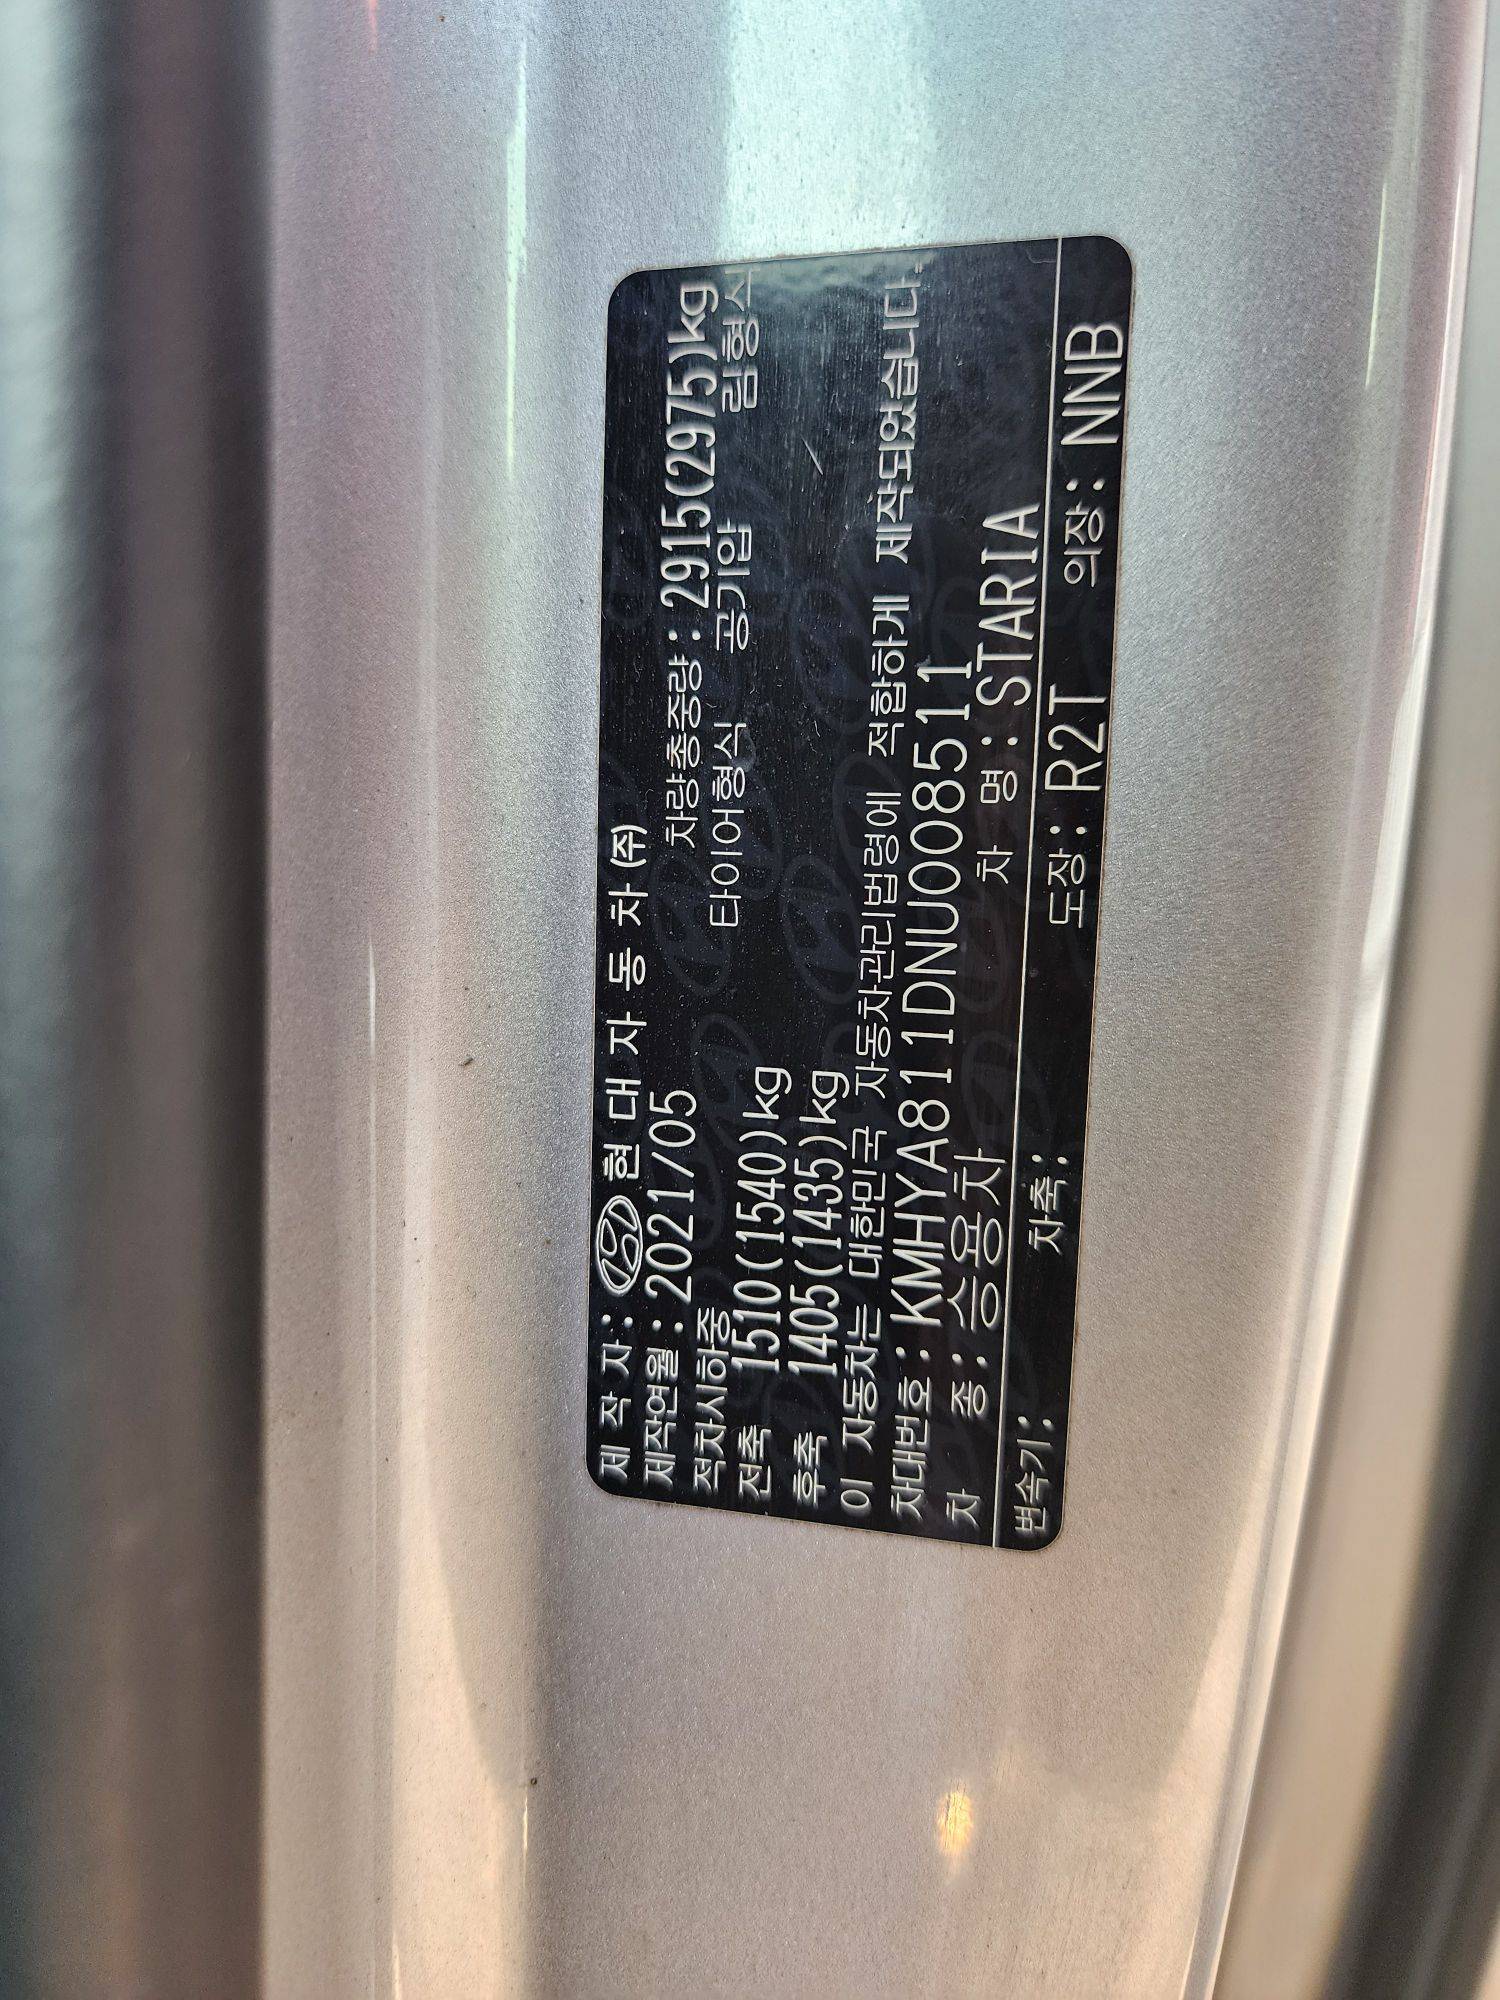 제 작 자: 현 대 자 동 차 (주)
제작연월: 2021/05 차량총중량: 2915(2975)kg
적차시하중 타이어형식 공기압 림형식
전축 1510(1540)kg
후축 1405(1435)kg
이 자동차는 대한민국 자동차관리법령에 적합하게 제작되었습니다.
차대번호: KMHYA811DNU008511
차 종: 승용차 차 명: STARIA
변속기: 차축: 도장: R2T 의장: NNB